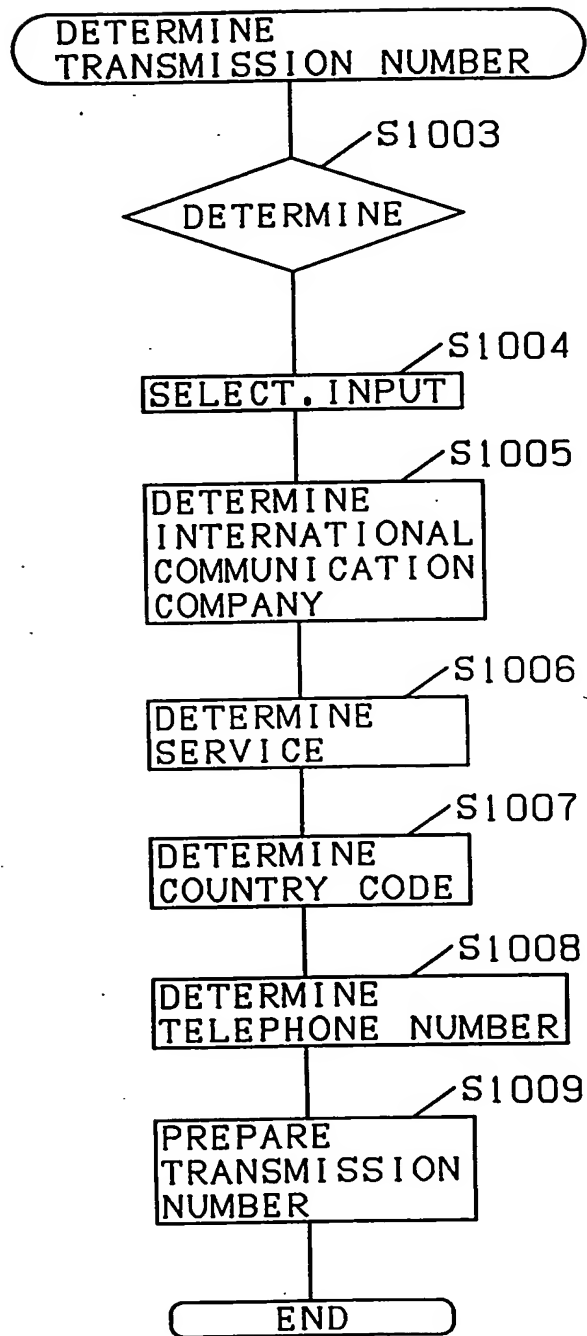 DETERMINE
TRANSMISSION NUMBER
S1003
DETERMINE
S1004
SELECT.INPUT
S1005
DETERMINE
INTERNATIONAL
COMMUNICATION
COMPANY
S1006
DETERMINE
SERVICE
S1007
DETERMINE
COUNTRY CODE
S1008
DETERMINE
TELEPHONE NUMBER
S1009
PREPARE
TRANSMISSION
NUMBER
END